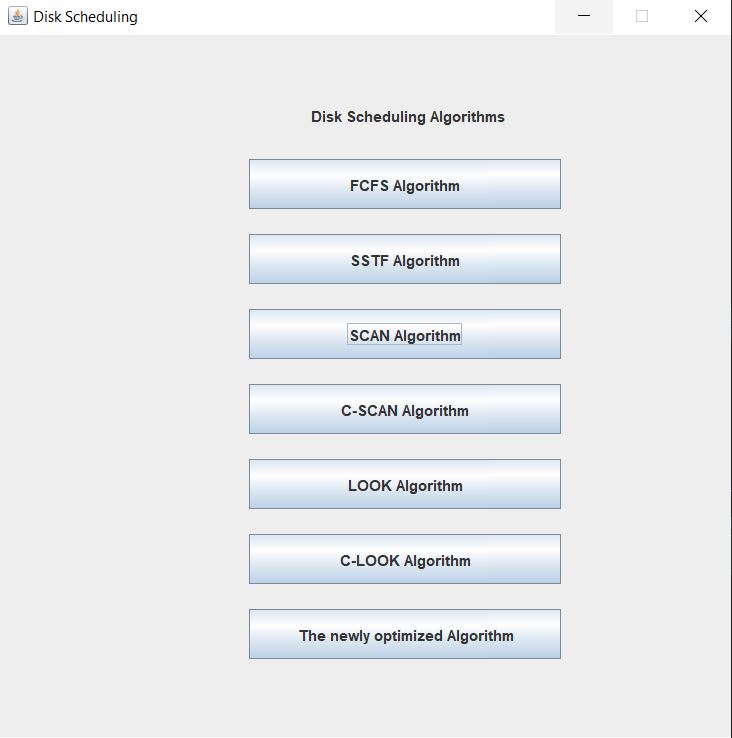 Disk Scheduling
Disk Scheduling Algorithms
FCFS Algorithm
SSTF Algorithm
SCAN Algorithm
C-SCAN Algorithm
LOOK Algorithm
C-LOOK Algorithm
The newly optimized Algorithm